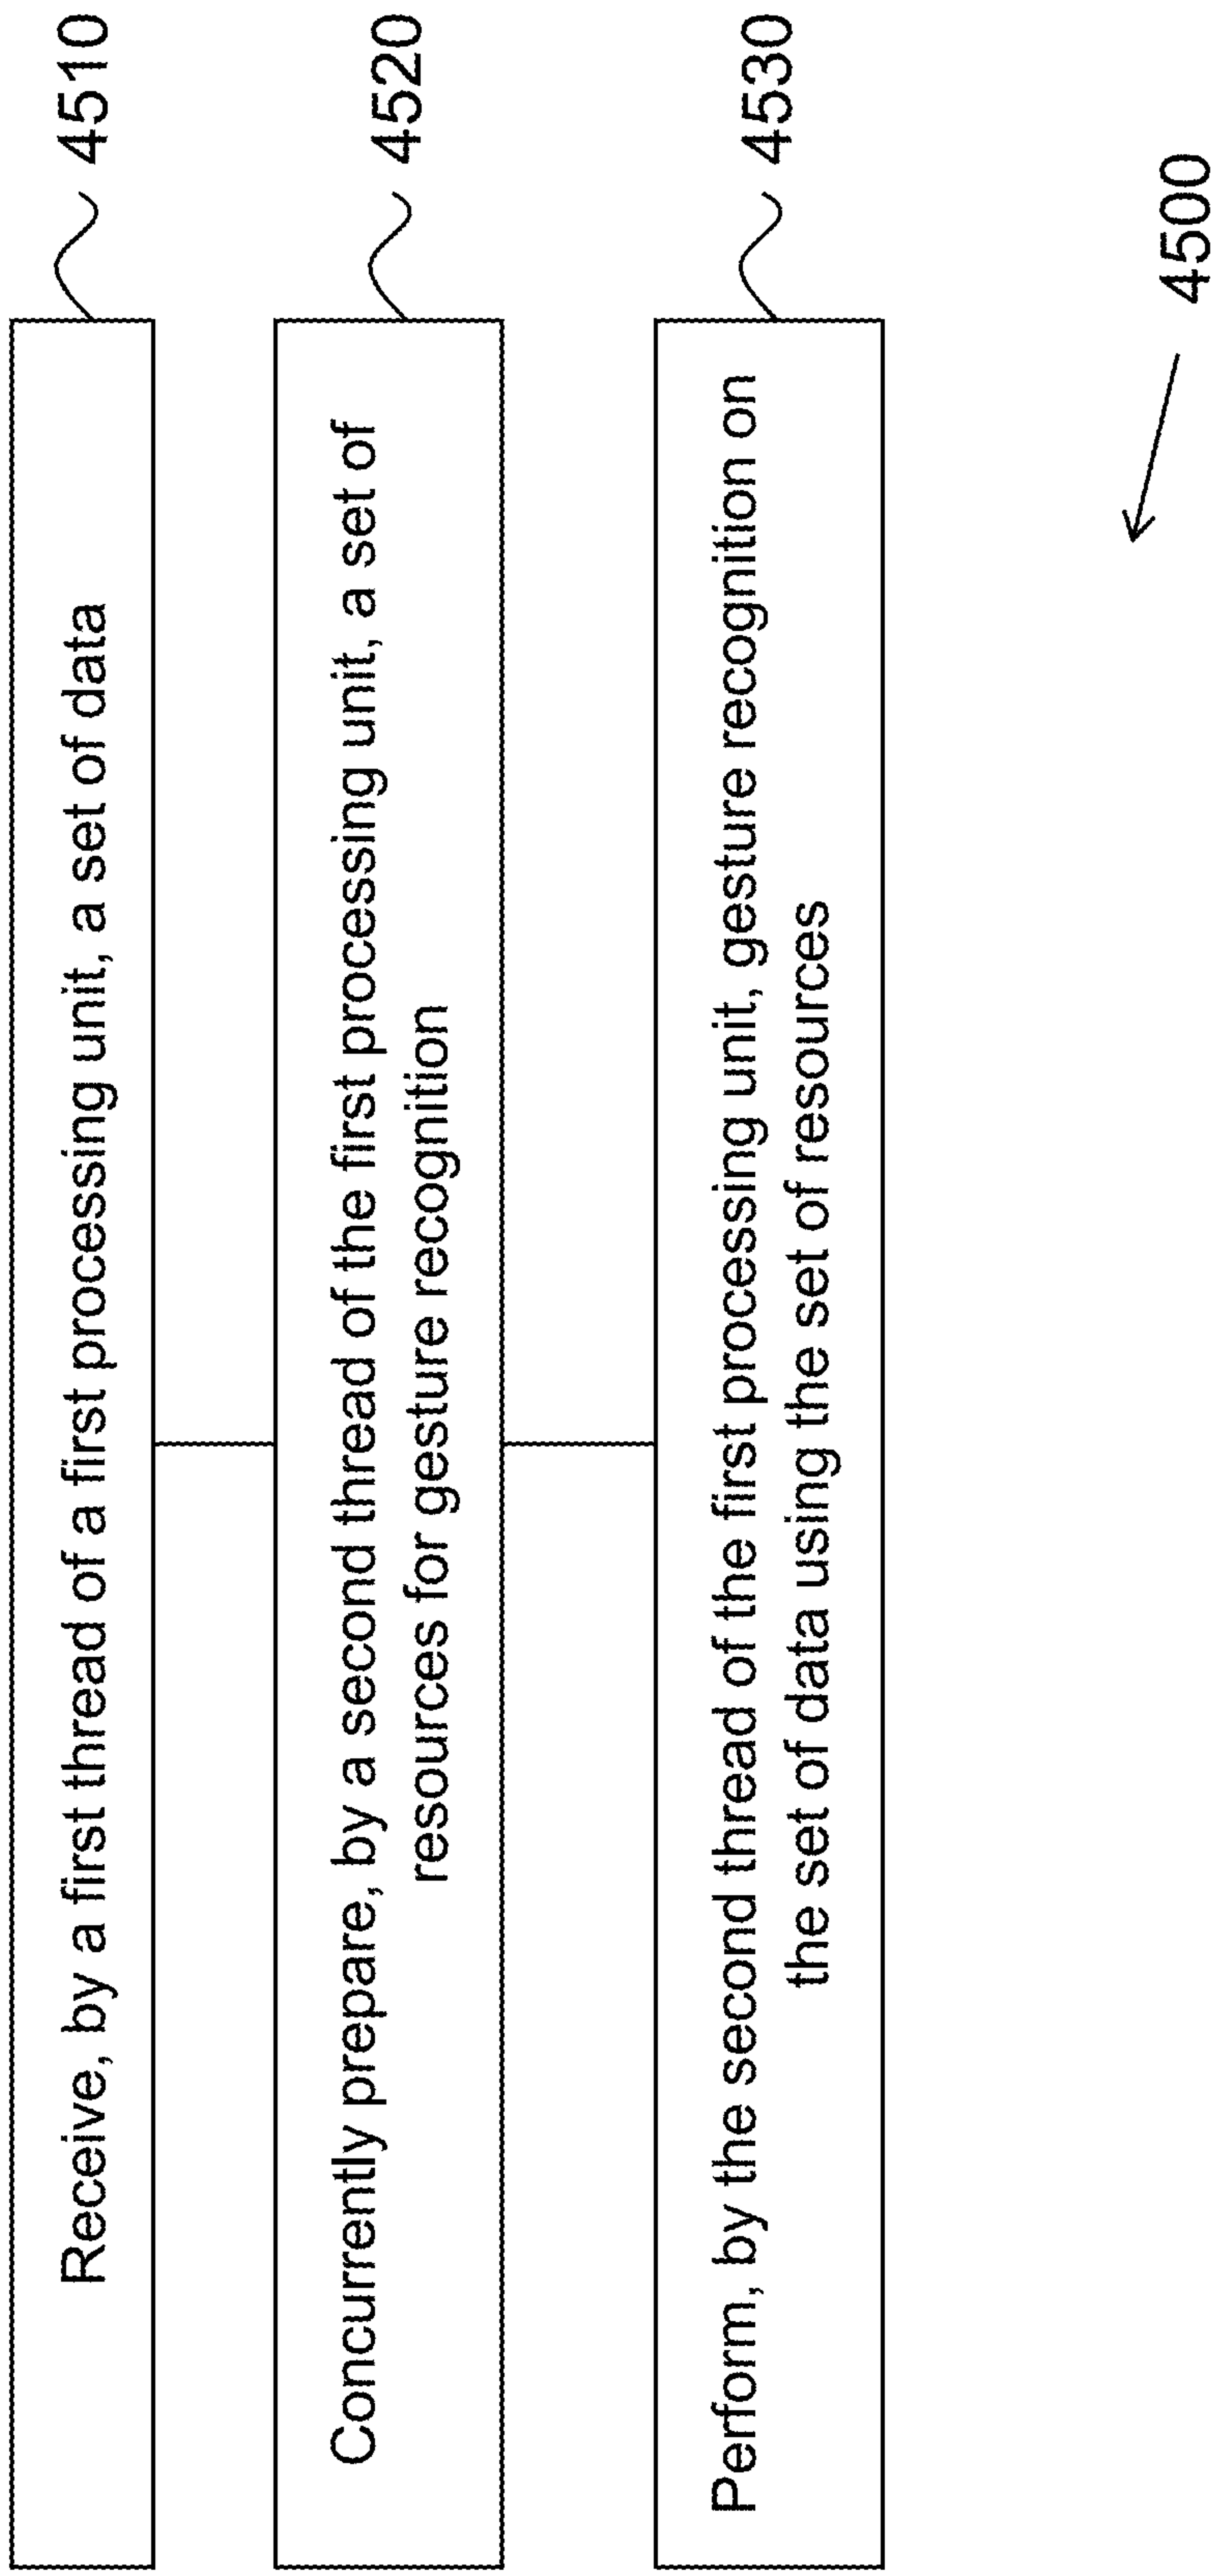 Receive, by a first thread of a first processing unit, a set of data
4510
Concurrently prepare, by a second thread of the first processing unit, a set of
resources for gesture recognition
4520
Perform, by the second thread of the first processing unit, gesture recognition on
the set of data using the set of resources
4530
4500